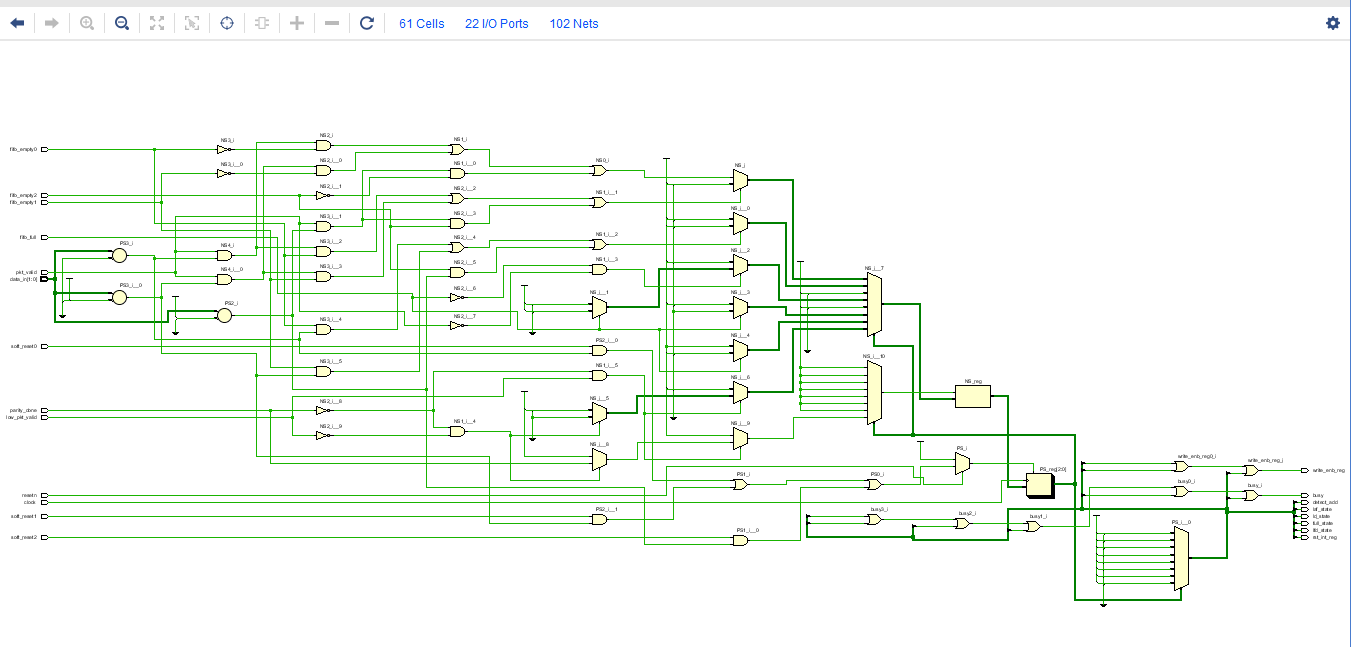 61 Cells 22 I/O Ports 102 Nets
fifo_empty0
fifo_empty2
fifo_empty1
fifo_full
pkt_valid
data_in[1:0]
soft_reset0
parity_done
low_pkt_valid
resetn
clock
soft_reset1
soft_reset2
PS3_i
PS3_i__0
NS3_i
NS3_i__0
NS4_i
NS4_i__0
PS2_i
NS2_i
NS2_i__0
NS2_i__1
NS3_i__1
NS3_i__2
NS3_i__3
NS3_i__4
NS3_i__5
NS2_i__8
NS2_i__9
NS1_i
NS1_i__0
NS2_i__2
NS2_i__3
NS2_i__4
NS2_i__5
NS2_i__6
NS2_i__7
NS1_i__4
NS0_i
NS1_i__1
NS1_i__2
NS1_i__3
NS_i__1
PS2_i__0
NS1_i__5
NS_i__5
NS_i__8
PS2_i__1
NS_i
NS_i__0
NS_i__2
NS_i__3
NS_i__4
NS_i__6
NS_i__9
PS1_i
PS1_i__0
NS_i__7
NS_i__10
PS0_i
busy3_i
NS_reg
PS_i
busy2_i
PS_reg[2:0]
busy1_i
write_enb_reg0_i
busy0_i
PS_i__0
write_enb_reg_i
busy_i
write_enb_reg
busy
detect_add
laf_state
ld_state
full_state
lfd_state
rst_int_reg